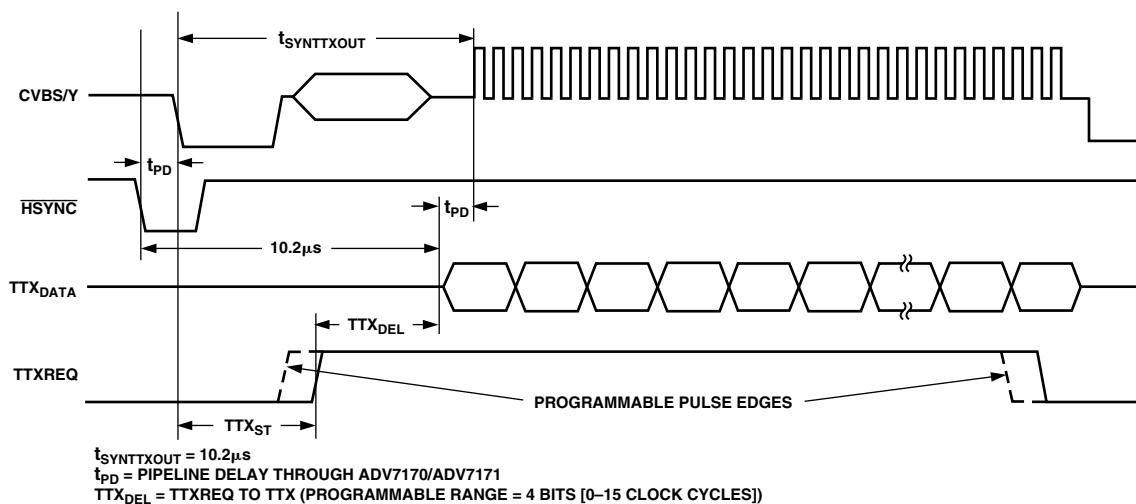 tSYNTTXOUT
CVBS/Y
tPD
HSYNC
tPD
10.2μs
TTXDATA
TTXDEL
TTXREQ
PROGRAMMABLE PULSE EDGES
TTXST
tSYNTTXOUT = 10.2μs
tPD = PIPELINE DELAY THROUGH ADV7170/ADV7171
TTXDEL = TTXREQ TO TTX (PROGRAMMABLE RANGE = 4 BITS [0–15 CLOCK CYCLES])